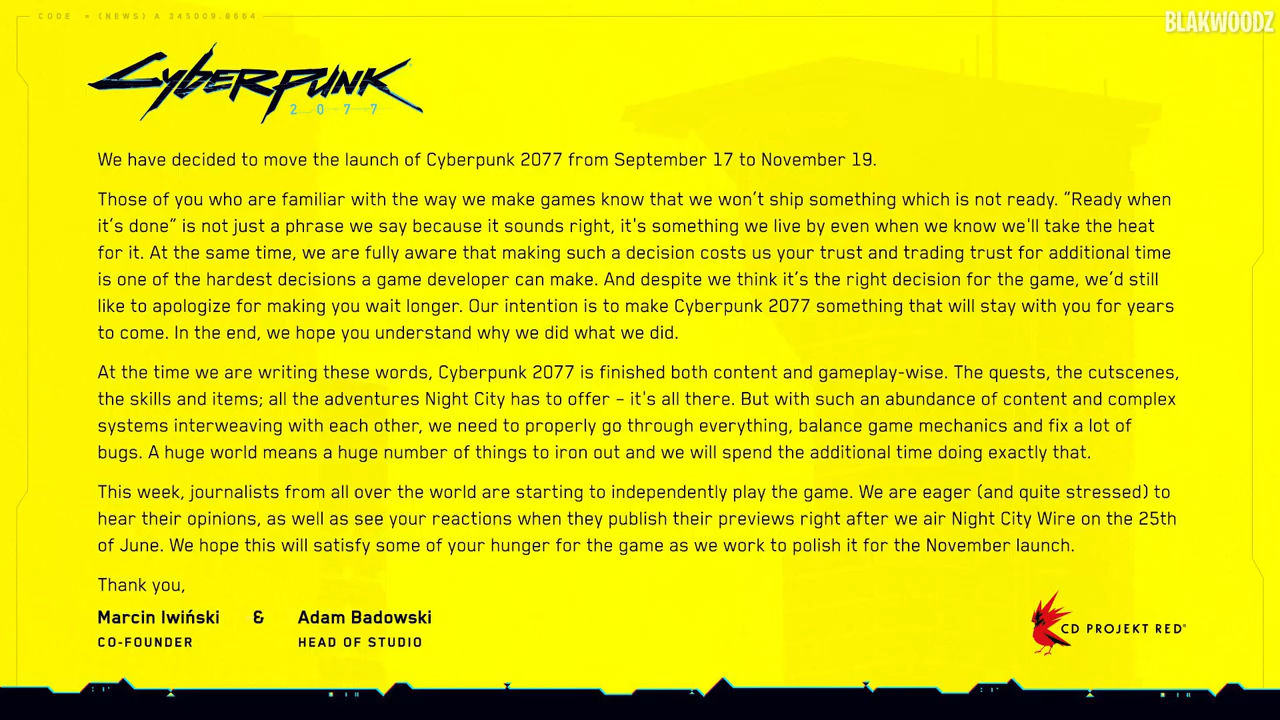 CODE × (NEWS) A 345009.6664
BLAKWOODZ
CYBERPUNK
2077
We have decided to move the launch of Cyberpunk 2077 from September 17 to November 19.
Those of you who are familiar with the way we make games know that we won’t ship something which is not ready. “Ready when
it’s done” is not just a phrase we say because it sounds right, it's something we live by even when we know we'll take the heat
for it. At the same time, we are fully aware that making such a decision costs us your trust and trading trust for additional time
is one of the hardest decisions a game developer can make. And despite we think it’s the right decision for the game, we’d still
like to apologize for making you wait longer. Our intention is to make Cyberpunk 2077 something that will stay with you for years
to come. In the end, we hope you understand why we did what we did.
At the time we are writing these words, Cyberpunk 2077 is finished both content and gameplay-wise. The quests, the cutscenes,
the skills and items; all the adventures Night City has to offer – it's all there. But with such an abundance of content and complex
systems interweaving with each other, we need to properly go through everything, balance game mechanics and fix a lot of
bugs. A huge world means a huge number of things to iron out and we will spend the additional time doing exactly that.
This week, journalists from all over the world are starting to independently play the game. We are eager (and quite stressed) to
hear their opinions, as well as see your reactions when they publish their previews right after we air Night City Wire on the 25th
of June. We hope this will satisfy some of your hunger for the game as we work to polish it for the November launch.
Thank you,
Marcin Iwiński & Adam Badowski
CO-FOUNDER HEAD OF STUDIO
CD PROJEKT RED®